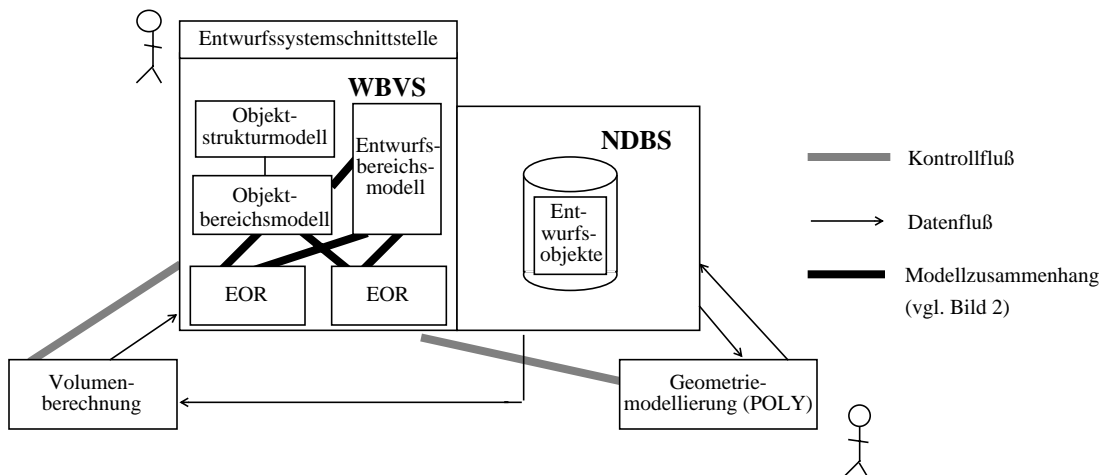 Entwurfssystemschnittstelle
WBVS
Objekt-
strukturmodell
Entwurfs-
bereichs-
modell
Objekt-
bereichsmodell
EOR
EOR
NDBS
Ent-
wurfs-
objekte
Kontrollfluß
Datenfluß
Modellzusammenhang
(vgl. Bild 2)
Volumen-
berechnung
Geometrie-
modellierung (POLY)